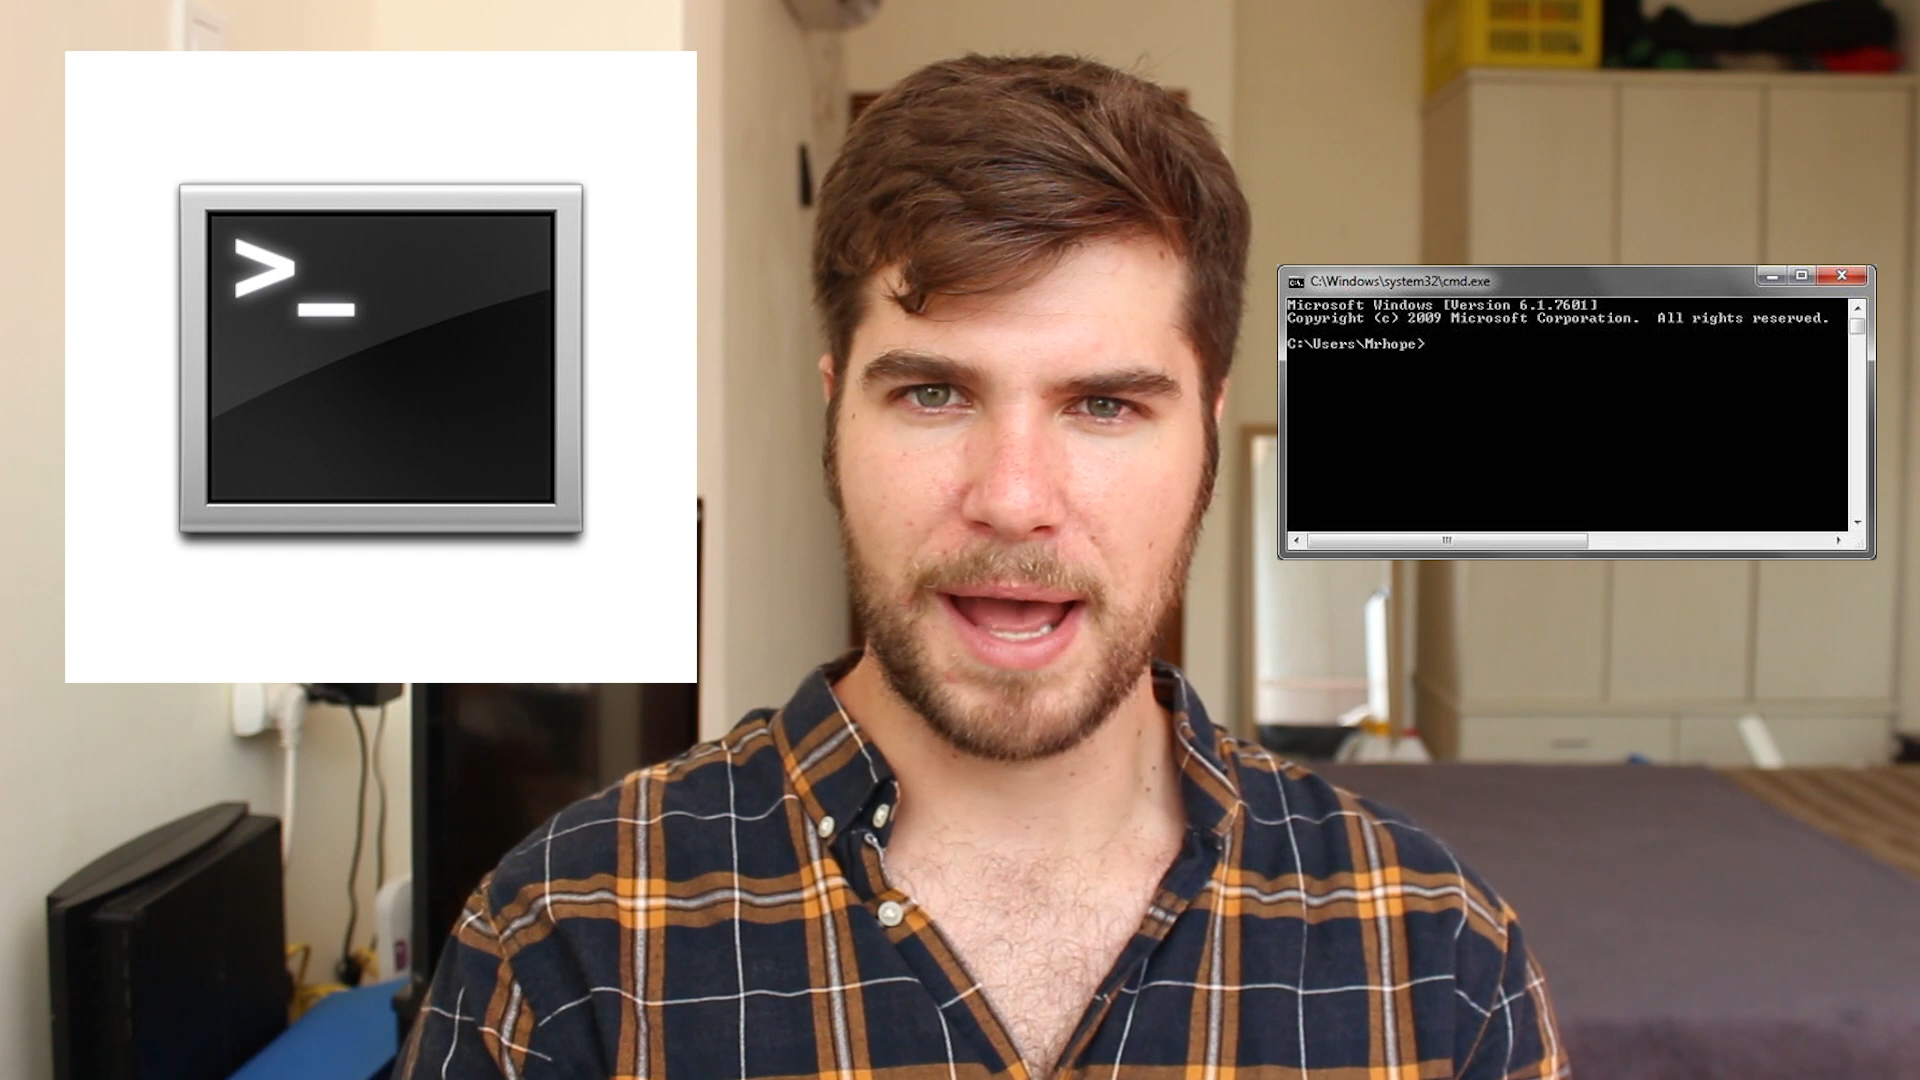 >_
C:\Windows\system32\cmd.exe
Microsoft Windows [Version 6.1.7601]
Copyright (c) 2009 Microsoft Corporation. All rights reserved.
C:\Users\Mrhope>